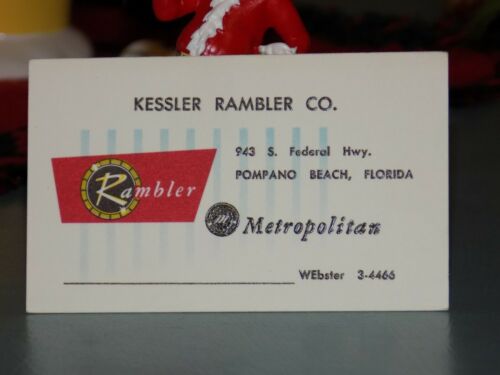 KESSLER RAMBLER CO.
943 S. Federal Hwy.
POMPANO BEACH, FLORIDA
Rambler
M
Metropolitan
WEbster 3-4466